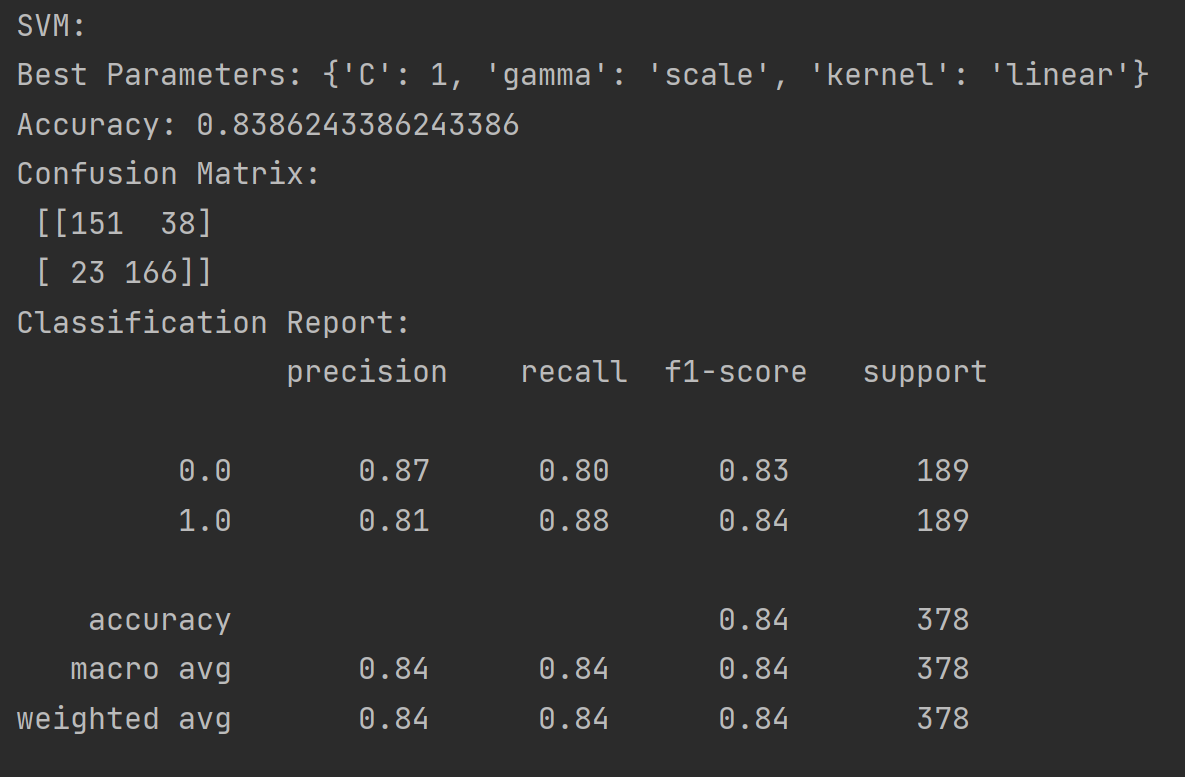 SVM:
Best Parameters: {'C': 1, 'gamma': 'scale', 'kernel': 'linear'}
Accuracy: 0.8386243386243386
Confusion Matrix:
 [[151  38]
 [ 23 166]]
Classification Report:
               precision    recall  f1-score   support

         0.0       0.87      0.80      0.83       189
         1.0       0.81      0.88      0.84       189

    accuracy                           0.84       378
   macro avg       0.84      0.84      0.84       378
weighted avg       0.84      0.84      0.84       378